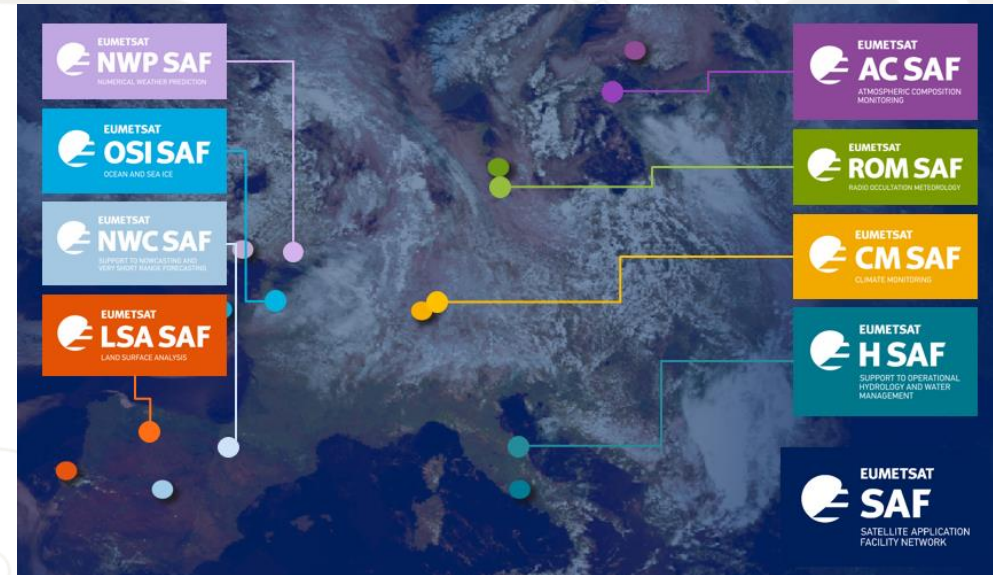 EUMETSAT
NWP SAF
NUMERICAL WEATHER PREDICTION
EUMETSAT
OSI SAF
OCEAN AND SEA ICE
EUMETSAT
NWC SAF
SUPPORT TO NOWCASTING AND
VERY SHORT RANGE FORECASTING
EUMETSAT
LSA SAF
LAND SURFACE ANALYSIS
EUMETSAT
AC SAF
ATMOSPHERIC COMPOSITION
MONITORING
EUMETSAT
ROM SAF
RADIO OCCULTATION METEOROLOGY
EUMETSAT
CM SAF
CLIMATE MONITORING
EUMETSAT
H SAF
SUPPORT TO OPERATIONAL
HYDROLOGY AND WATER
MANAGEMENT
EUMETSAT
SAF
SATELLITE APPLICATION
FACILITY NETWORK